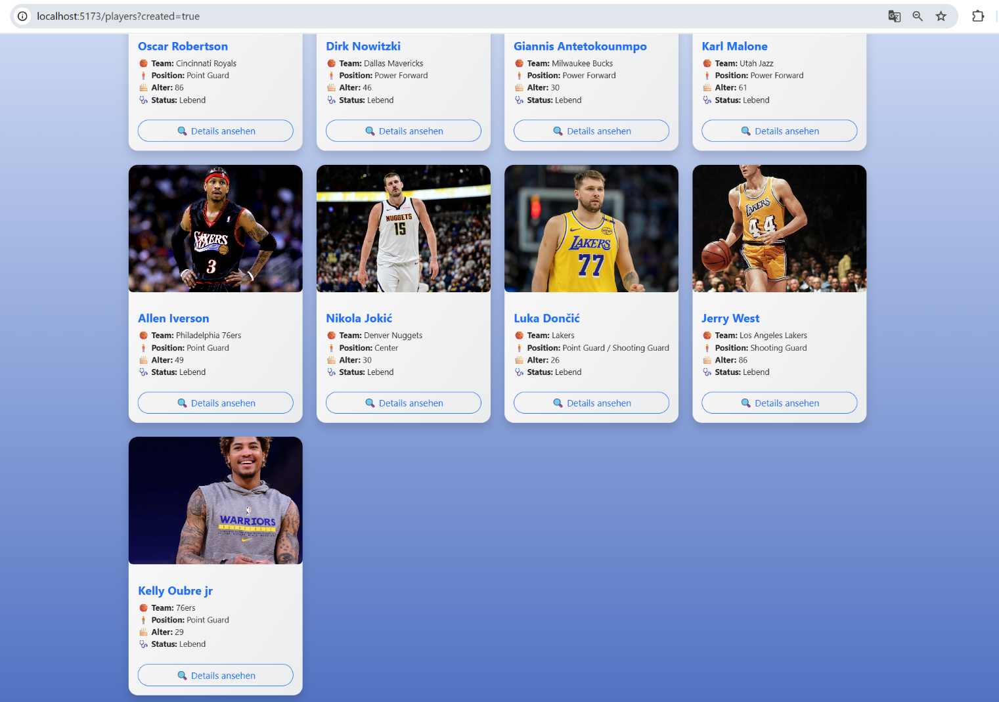 localhost:5173/players?created=true
Oscar Robertson
Team: Cincinnati Royals
Position: Point Guard
Alter: 86
Status: Lebend
Details ansehen
Dirk Nowitzki
Team: Dallas Mavericks
Position: Power Forward
Alter: 46
Status: Lebend
Details ansehen
Giannis Antetokounmpo
Team: Milwaukee Bucks
Position: Power Forward
Alter: 30
Status: Lebend
Details ansehen
Karl Malone
Team: Utah Jazz
Position: Power Forward
Alter: 61
Status: Lebend
Details ansehen
SIXERS
3
Allen Iverson
Team: Philadelphia 76ers
Position: Point Guard
Alter: 49
Status: Lebend
Details ansehen
NUGGETS
15
Nikola Jokić
Team: Denver Nuggets
Position: Center
Alter: 30
Status: Lebend
Details ansehen
LAKERS
77
Luka Dončić
Team: Lakers
Position: Point Guard / Shooting Guard
Alter: 26
Status: Lebend
Details ansehen
LAKERS
44
Jerry West
Team: Los Angeles Lakers
Position: Shooting Guard
Alter: 86
Status: Lebend
Details ansehen
WARRIORS
Kelly Oubre jr
Team: 76ers
Position: Point Guard
Alter: 29
Status: Lebend
Details ansehen